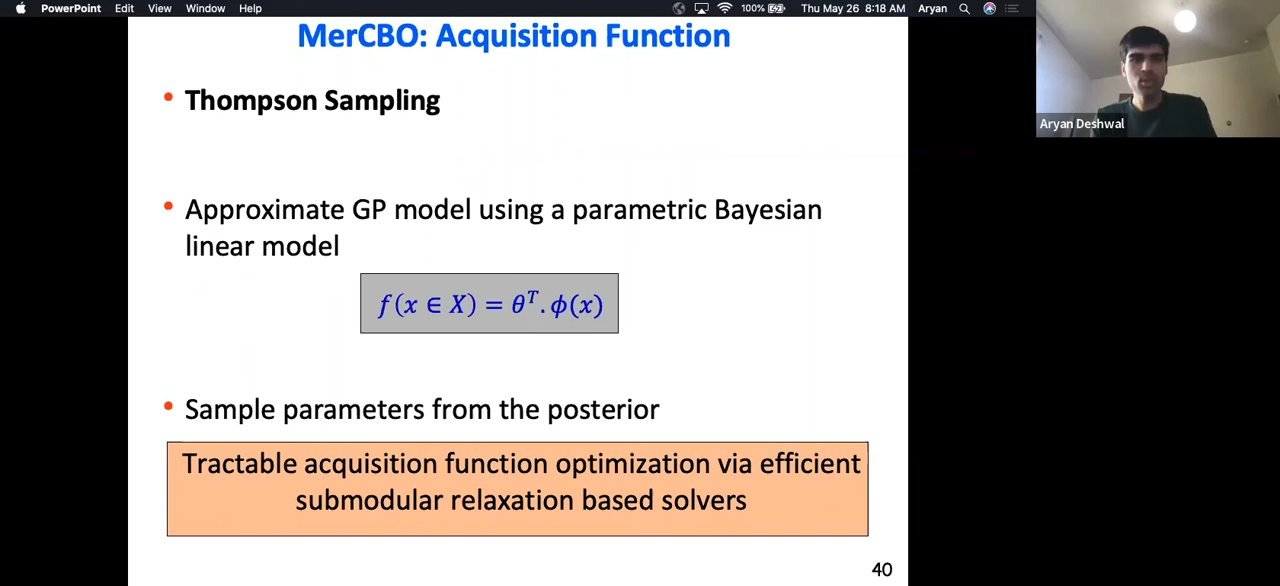 PowerPoint Edit View Window Help 100% Thu May 26 8:18 AM Aryan
MerCBO: Acquisition Function
Aryan Deshwal
• Thompson Sampling
• Approximate GP model using a parametric Bayesian
linear model
f(x ∈ X) = θᵀ.ϕ(x)
• Sample parameters from the posterior
Tractable acquisition function optimization via efficient
submodular relaxation based solvers
40